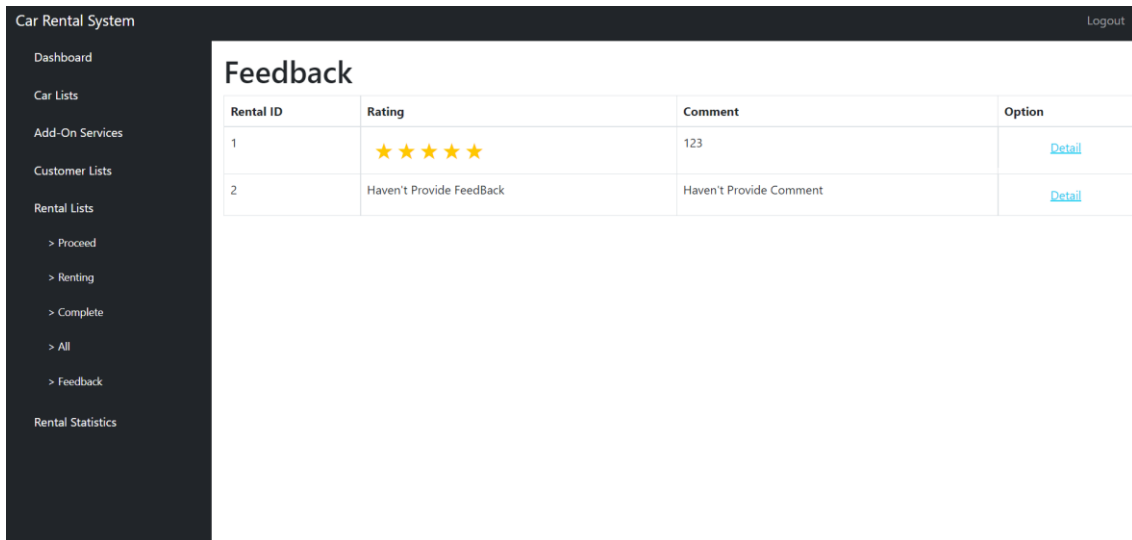 Car Rental System
Logout
Dashboard
Car Lists
Add-On Services
Customer Lists
Rental Lists
> Proceed
> Renting
> Complete
> All
> Feedback
Rental Statistics
Feedback
Rental ID Rating Comment Option
1 ★★★★★ 123 Detail
2 Haven't Provide FeedBack Haven't Provide Comment Detail